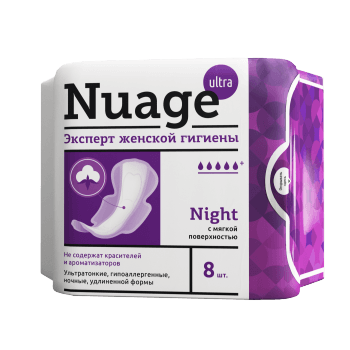 ultra
Nuage
Эксперт женской гигиены
Night
с мягкой
поверхностью
Не содержат красителей
и ароматизаторов
Ультратонкие, гипоаллергенные,
ночные, удлиненной формы
8 шт.